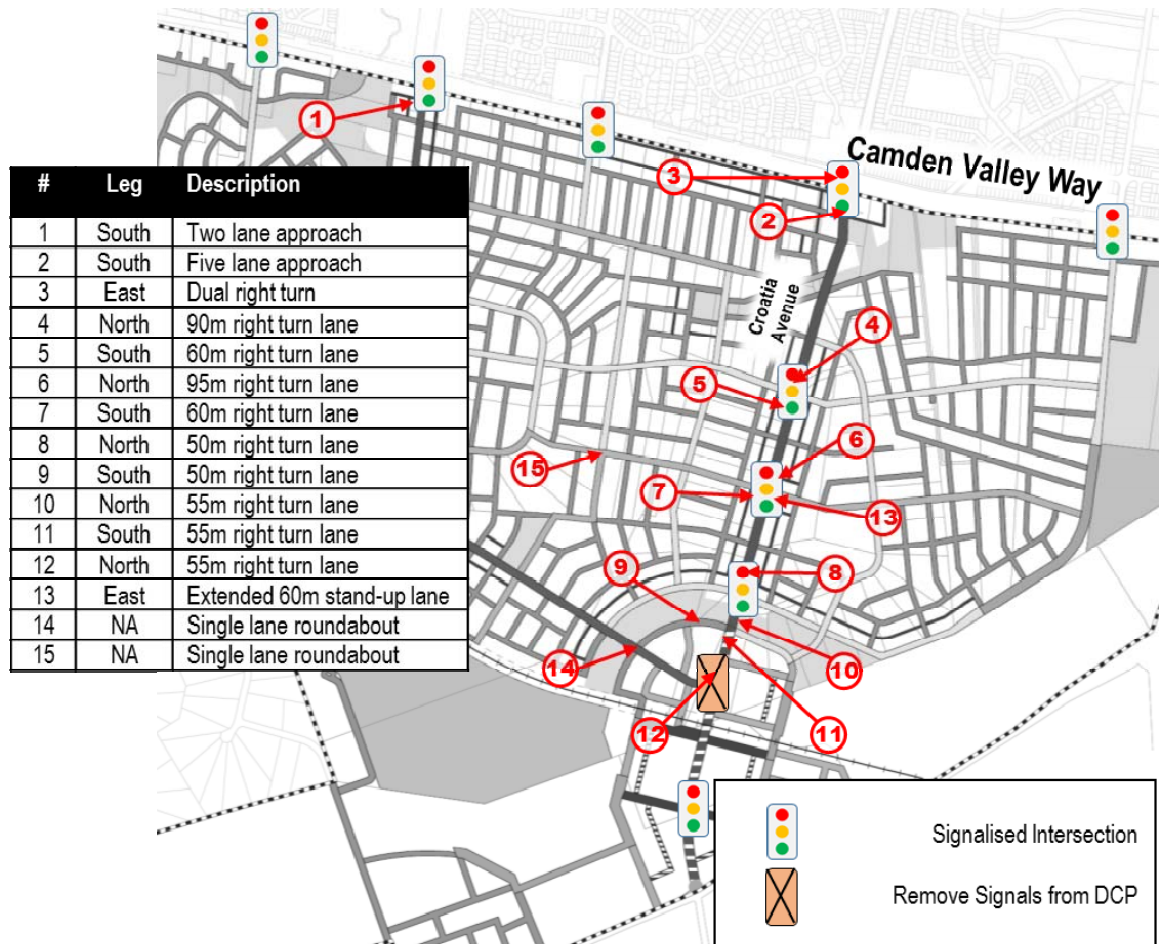 Camden Valley Way
# Leg Description
1 South Two lane approach
2 South Five lane approach
3 East Dual right turn
4 North 90m right turn lane
5 South 60m right turn lane
6 North 95m right turn lane
7 South 60m right turn lane
8 North 50m right turn lane
9 South 50m right turn lane
10 North 55m right turn lane
11 South 55m right turn lane
12 North 55m right turn lane
13 East Extended 60m stand-up lane
14 NA Single lane roundabout
15 NA Single lane roundabout
1
3
2
Croatia
Avenue
4
5
6
15
7
13
9
8
14
10
12
11
Signalised Intersection
Remove Signals from DCP